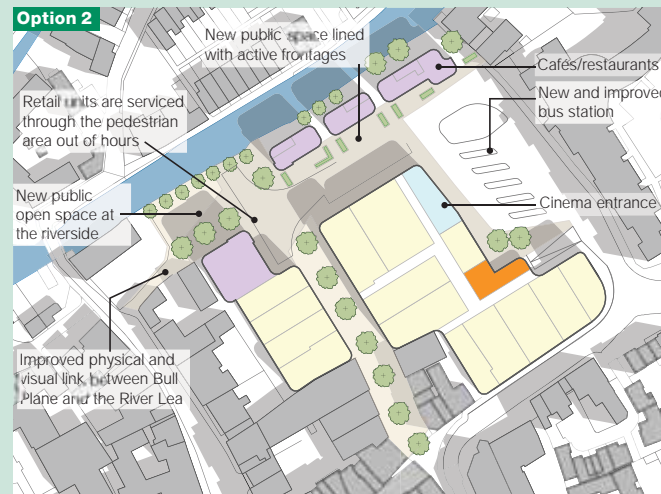 Option 2
New public space lined
with active frontages
Cafés/restaurants
New and improved
bus station
Retail units are serviced
through the pedestrian
area out of hours
New public
open space at
the riverside
Cinema entrance
Improved physical and
visual link between Bull
Plane and the River Lea